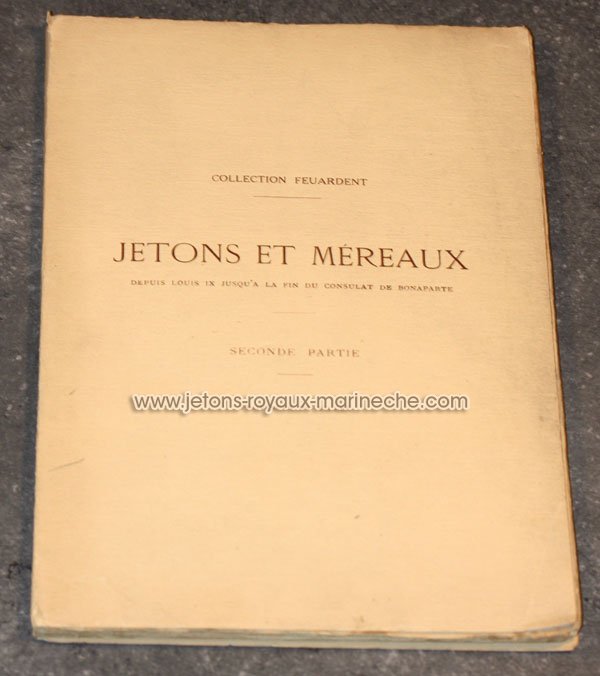 COLLECTION FEUARDENT
JETONS ET MÉREAUX
DEPUIS LOUIS IX JUSQU'A LA FIN DU CONSULAT DE BONAPARTE
SECONDE PARTIE
www.jetons-royaux-marineche.com